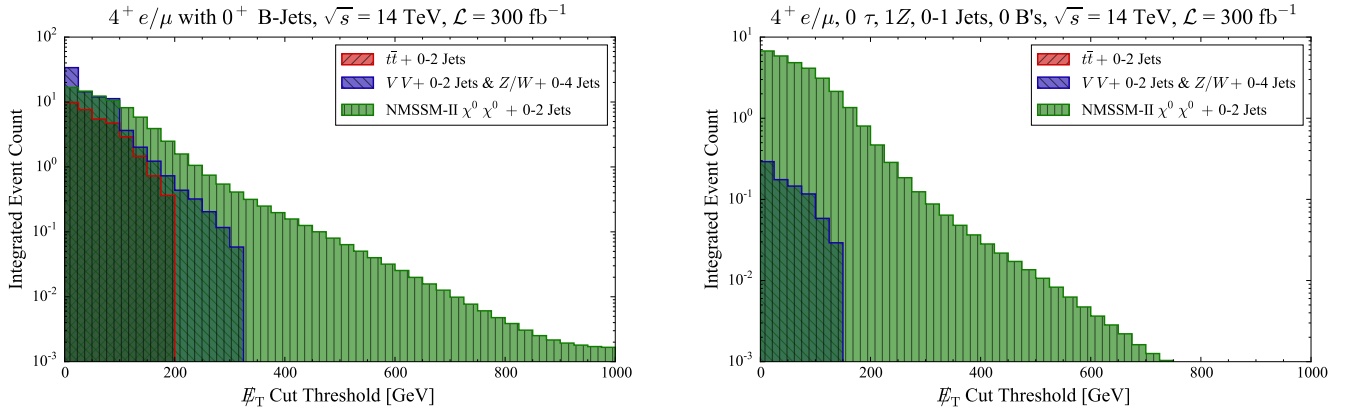 4⁺ e/μ with 0⁺ B-Jets, √s = 14 TeV, ℒ = 300 fb⁻¹
10²
10¹
10⁰
10⁻¹
10⁻²
10⁻³
Integrated Event Count
tt̄ + 0-2 Jets
VV+ 0-2 Jets & Z/W+ 0-4 Jets
NMSSM-II χ⁰ χ⁰ + 0-2 Jets
0
200
400
600
800
1000
E̸_T Cut Threshold [GeV]
4⁺ e/μ, 0 τ, 1Z, 0-1 Jets, 0 B's, √s = 14 TeV, ℒ = 300 fb⁻¹
10¹
10⁰
10⁻¹
10⁻²
10⁻³
Integrated Event Count
tt̄ + 0-2 Jets
VV+ 0-2 Jets & Z/W+ 0-4 Jets
NMSSM-II χ⁰ χ⁰ + 0-2 Jets
0
200
400
600
800
1000
E̸_T Cut Threshold [GeV]